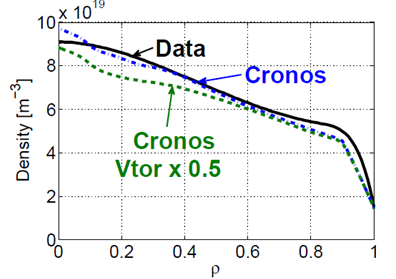 10 x 10^19
Data
Cronos
Cronos
Vtor x 0.5
Density [m^-3]
8
6
4
2
0
0 0.2 0.4 0.6 0.8 1
ρ